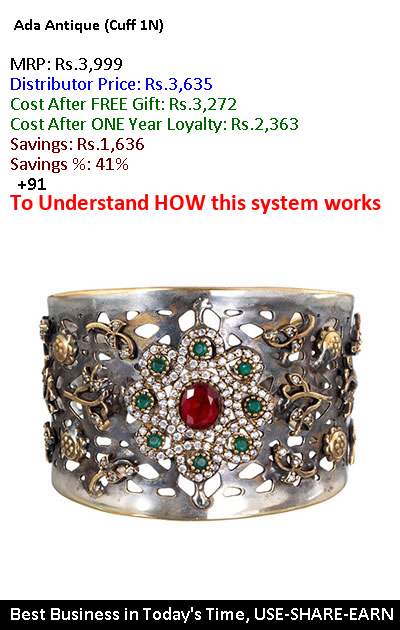 Ada Antique (Cuff 1N)
MRP: Rs.3,999
Distributor Price: Rs.3,635
Cost After FREE Gift: Rs.3,272
Cost After ONE Year Loyalty: Rs.2,363
Savings: Rs.1,636
Savings %: 41%
+91
To Understand HOW this system works
Best Business in Today's Time, USE-SHARE-EARN